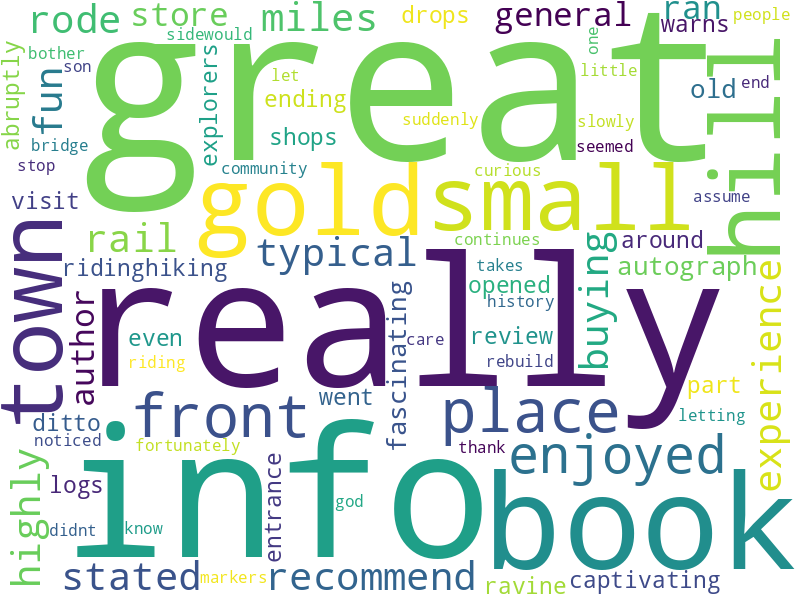 rode
store
miles
drops
general
ran
people
sidewould
warns
great
one
bother
abruptly
son
fun
explorers
let
little
ending
old
end
hill
suddenly
slowly
shops
bridge
seemed
stop
community
curious
visit
gold
small
assume
rail
typical
continues
around
ridinghiking
takes
autograph
town
author
really
opened
history
buying
experience
fascinating
even
care
review
riding
rebuild
part
went
front
place
letting
ditto
noticed
fortunately
thank
enjoyed
highly
info
book
logs
entrance
god
didnt
know
stated
markers
recommend
ravine
captivating